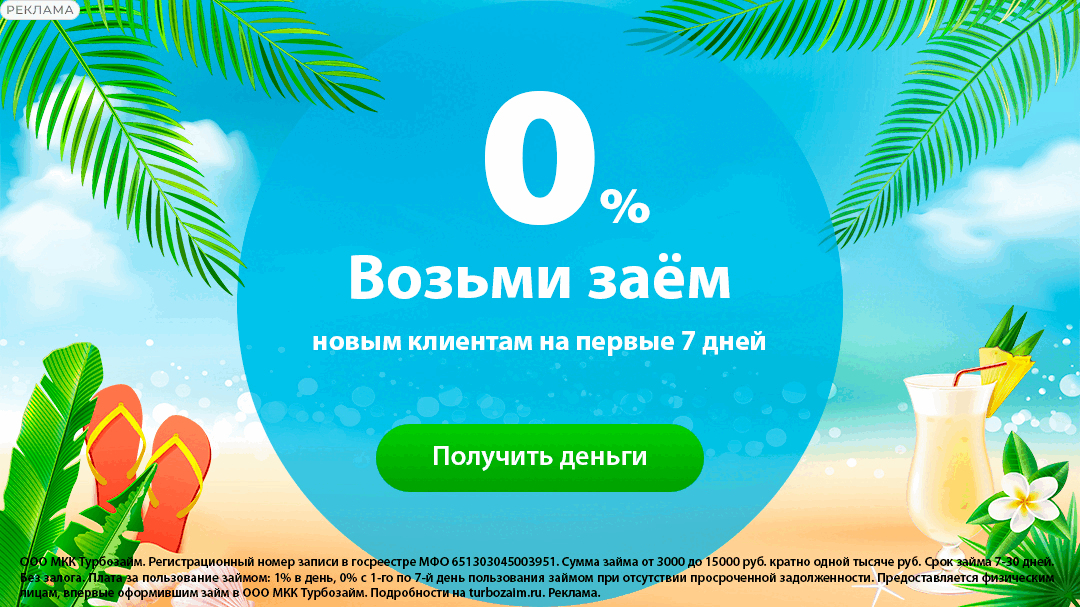 РЕКЛАМА
0%
Возьми заём
новым клиентам на первые 7 дней
Получить деньги
ООО МКК Турбозайм. Регистрационный номер записи в госреестре МФО 651303045003951. Сумма займа от 3000 до 15000 руб. кратно одной тысяче руб. Срок займа 7-30 дней.
Без залога. Плата за пользование займом: 1% в день, 0% с 1-го по 7-й день пользования займом при отсутствии просроченной задолженности. Предоставляется физическим
лицам, впервые оформившим займ в ООО МКК Турбозайм. Подробности на turbozaim.ru. Реклама.